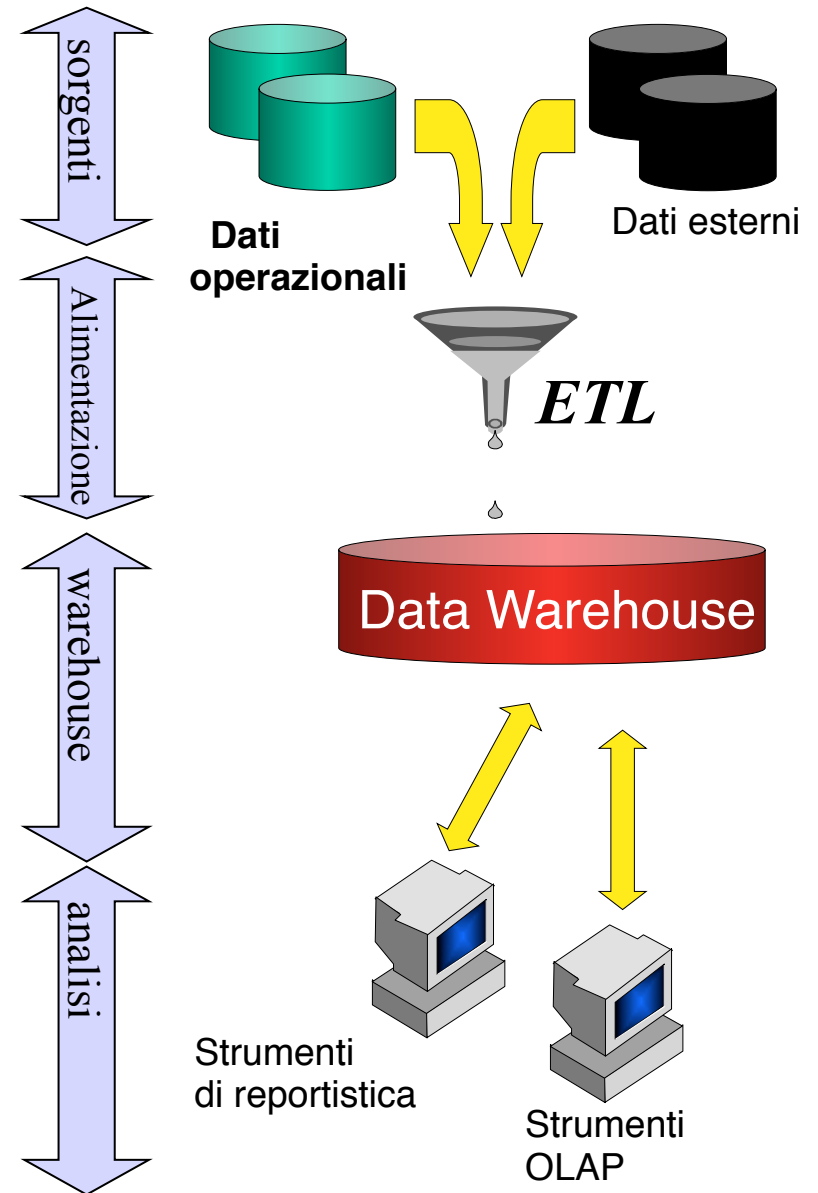 sorgenti
Dati
operazionali
Dati esterni
Alimentazione
ETL
warehouse
Data Warehouse
analisi
Strumenti
di reportistica
Strumenti
OLAP